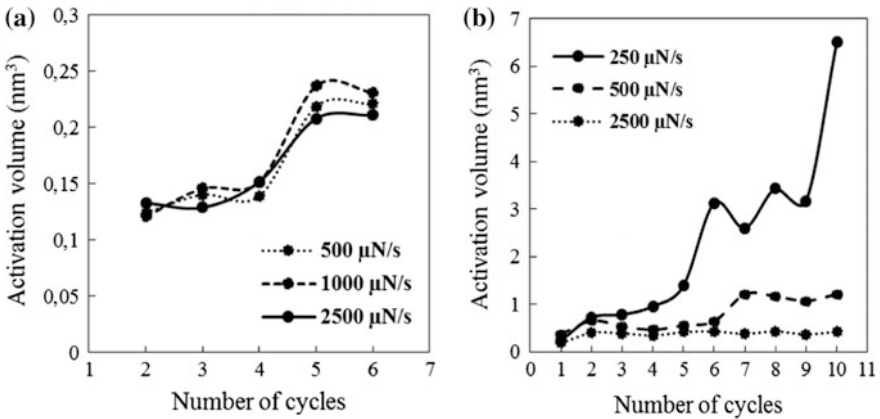 (a)
Activation volume (nm³)
0,3
0,25
0,2
0,15
0,1
0,05
0
1 2 3 4 5 6 7
Number of cycles
500 µN/s
1000 µN/s
2500 µN/s
(b)
Activation volume (nm³)
7
6
5
4
3
2
1
0
0 1 2 3 4 5 6 7 8 9 10 11
Number of cycles
250 µN/s
500 µN/s
2500 µN/s